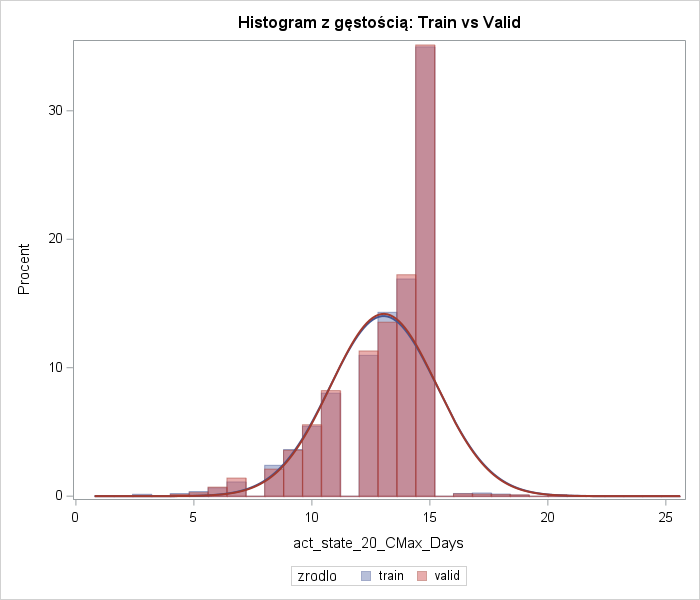 Histogram z gęstością: Train vs Valid
30
20
10
0
Procent
0 5 10 15 20 25
act_state_20_CMax_Days
zrodlo train valid